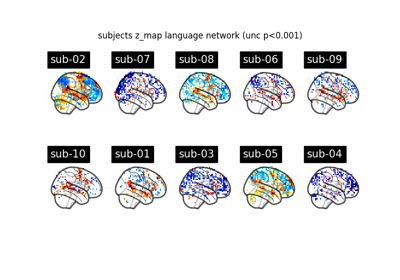 subjects z_map language network (unc p<0.001)
sub-02 sub-07 sub-08 sub-06 sub-09
sub-10 sub-01 sub-03 sub-05 sub-04